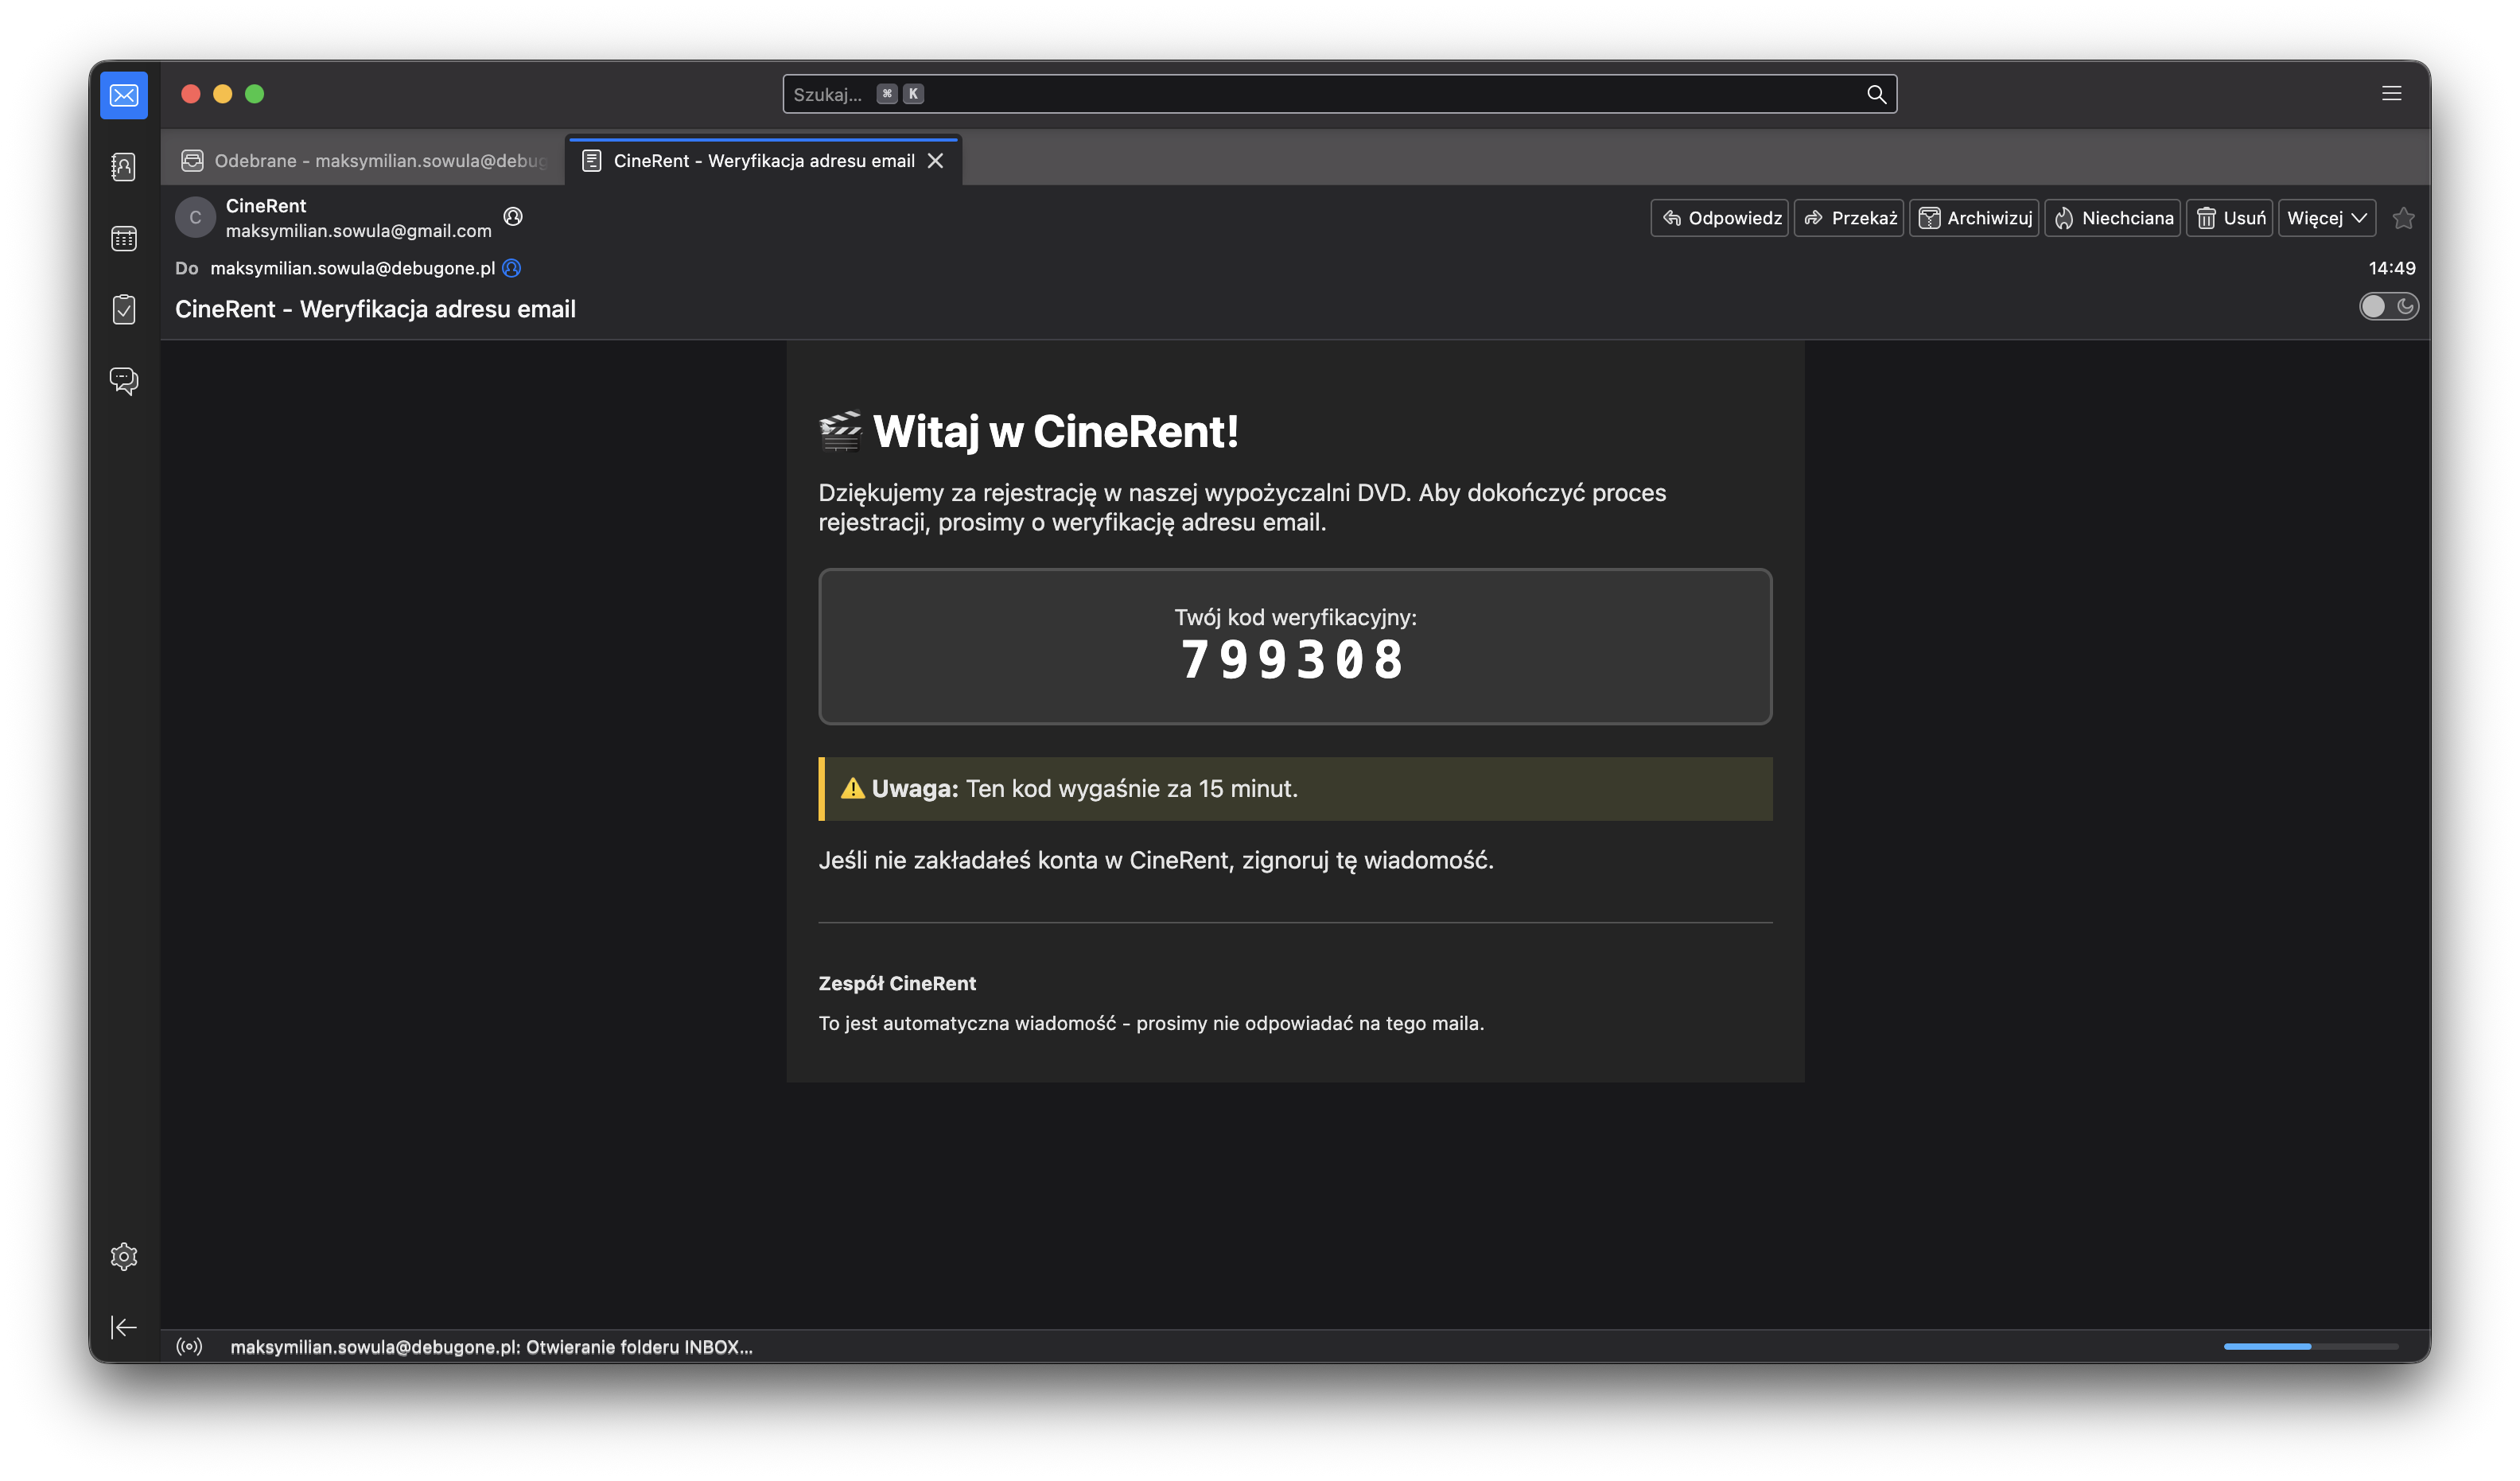 Szukaj... ⌘ K
Odebrane - maksymilian.sowula@debug
CineRent - Weryfikacja adresu email
C
CineRent
maksymilian.sowula@gmail.com
Odpowiedz Przekaż Archiwizuj Niechciana Usuń Więcej
Do maksymilian.sowula@debugone.pl
14:49
CineRent - Weryfikacja adresu email
🎬 Witaj w CineRent!
Dziękujemy za rejestrację w naszej wypożyczalni DVD. Aby dokończyć proces
rejestracji, prosimy o weryfikację adresu email.
Twój kod weryfikacyjny:
799308
⚠️ Uwaga: Ten kod wygaśnie za 15 minut.
Jeśli nie zakładałeś konta w CineRent, zignoruj tę wiadomość.
Zespół CineRent
To jest automatyczna wiadomość - prosimy nie odpowiadać na tego maila.
maksymilian.sowula@debugone.pl: Otwieranie folderu INBOX...